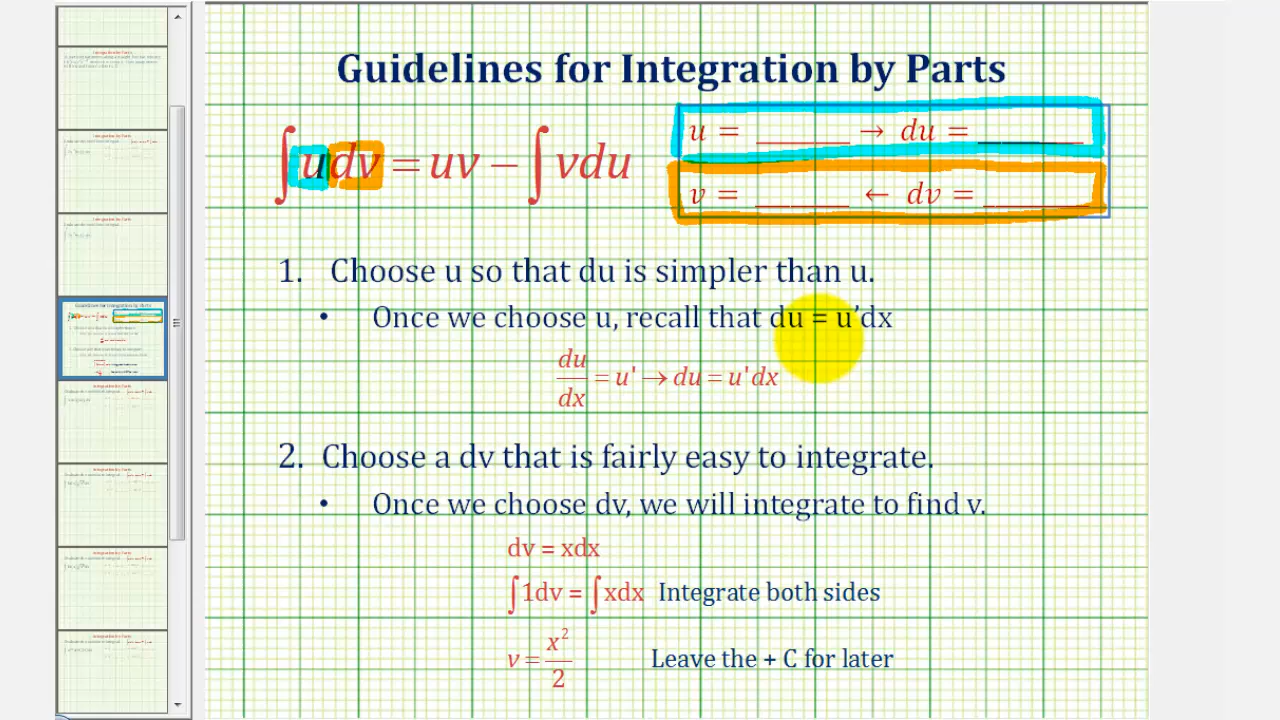 Guidelines for Integration by Parts
∫udv = uv − ∫vdu
u = ______ → du = ______
v = ______ ← dv = ______
1. Choose u so that du is simpler than u.
• Once we choose u, recall that du = u'dx
du/dx = u' → du = u'dx
2. Choose a dv that is fairly easy to integrate.
• Once we choose dv, we will integrate to find v.
dv = xdx
∫1dv = ∫xdx Integrate both sides
v = x²/2 Leave the + C for later